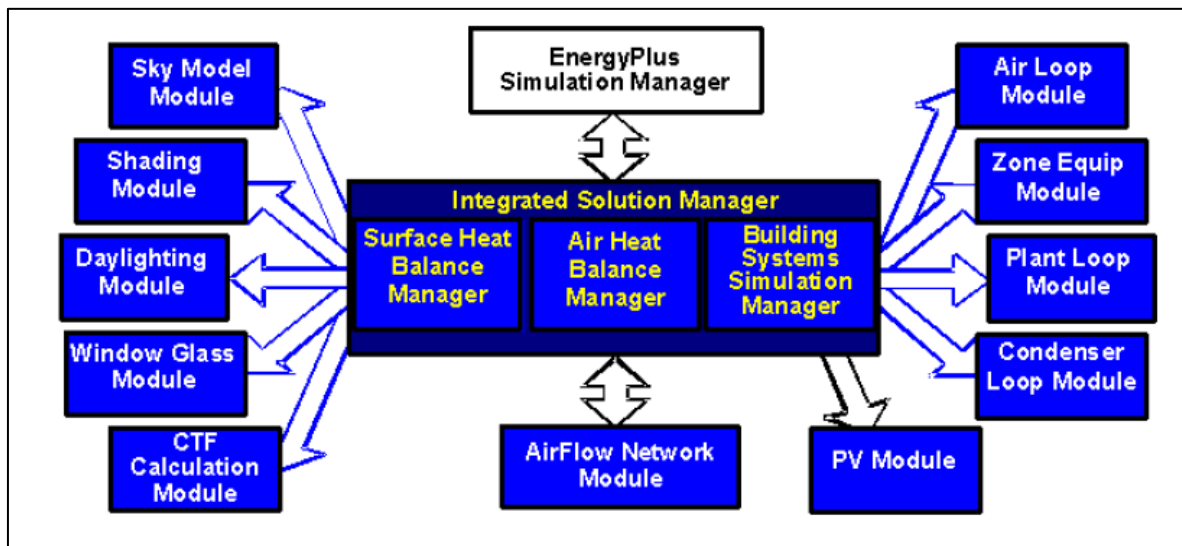 EnergyPlus
Simulation Manager
Sky Model
Module
Shading
Module
Daylighting
Module
Window Glass
Module
CTF
Calculation
Module
Integrated Solution Manager
Surface Heat
Balance
Manager
Air Heat
Balance
Manager
Building
Systems
Simulation
Manager
AirFlow Network
Module
PV Module
Air Loop
Module
Zone Equip
Module
Plant Loop
Module
Condenser
Loop Module